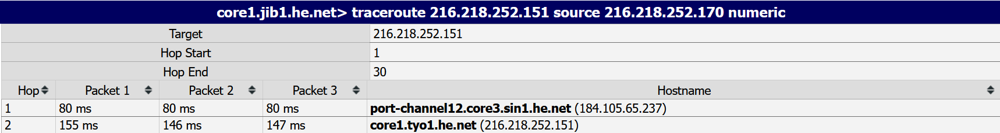 core1.jib1.he.net> traceroute 216.218.252.151 source 216.218.252.170 numeric
Target 216.218.252.151
Hop Start 1
Hop End 30
Hop Packet 1 Packet 2 Packet 3 Hostname
1 80 ms 80 ms 80 ms port-channel12.core3.sin1.he.net (184.105.65.237)
2 155 ms 146 ms 147 ms core1.tyo1.he.net (216.218.252.151)